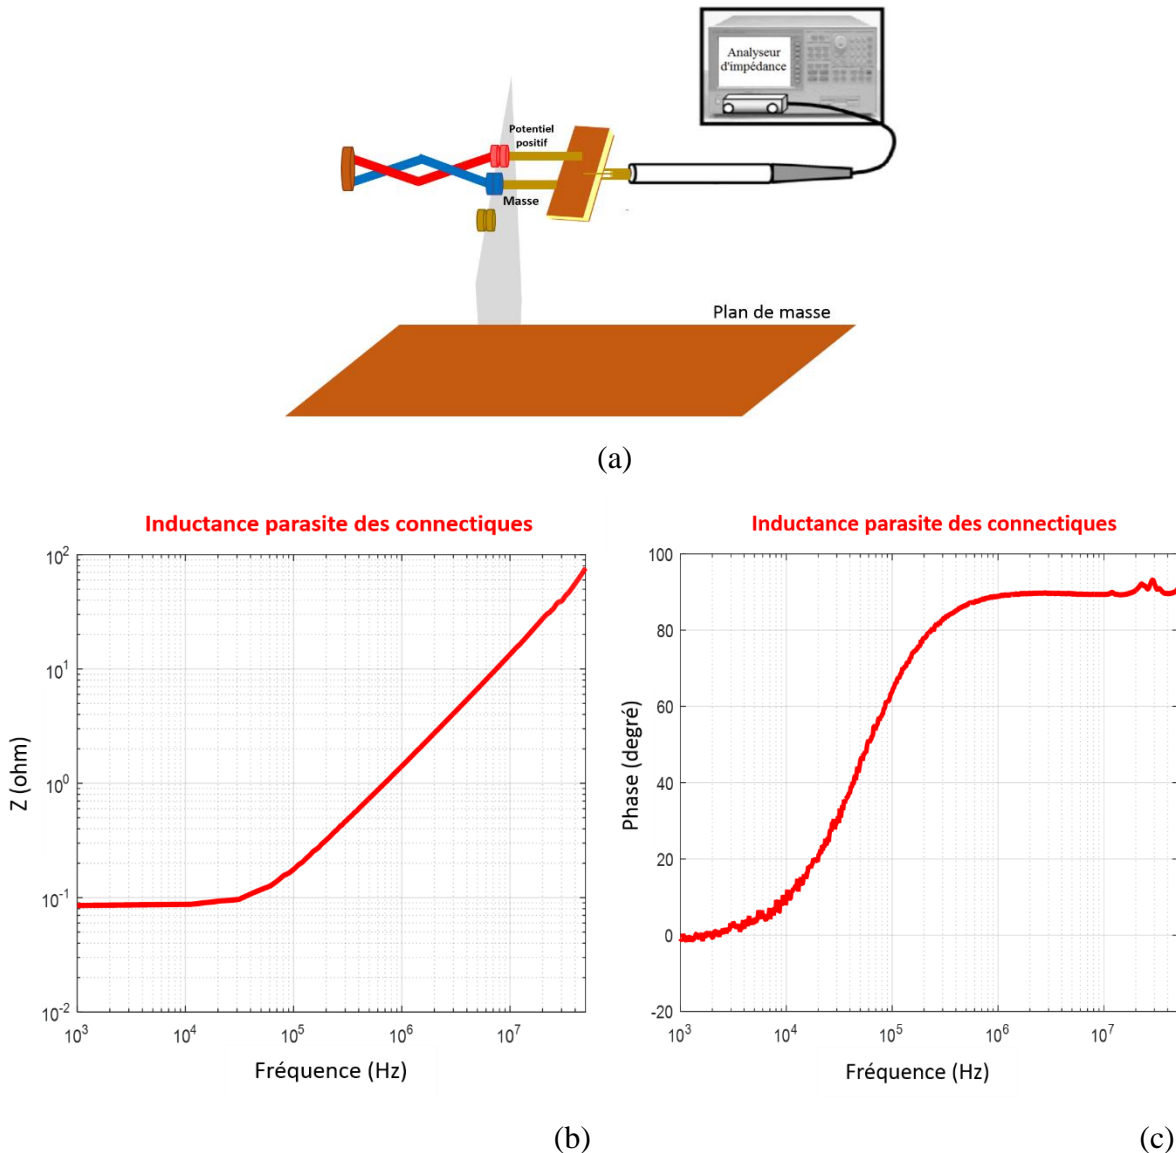 Analyseur
d'impédance
Potentiel
positif
Masse
Plan de masse
(a)
Inductance parasite des connectiques
10^2
10^1
10^0
10^-1
10^-2
Z (ohm)
10^3 10^4 10^5 10^6 10^7
Fréquence (Hz)
(b)
Inductance parasite des connectiques
100
80
60
40
20
0
-20
Phase (degré)
10^3 10^4 10^5 10^6 10^7
Fréquence (Hz)
(c)